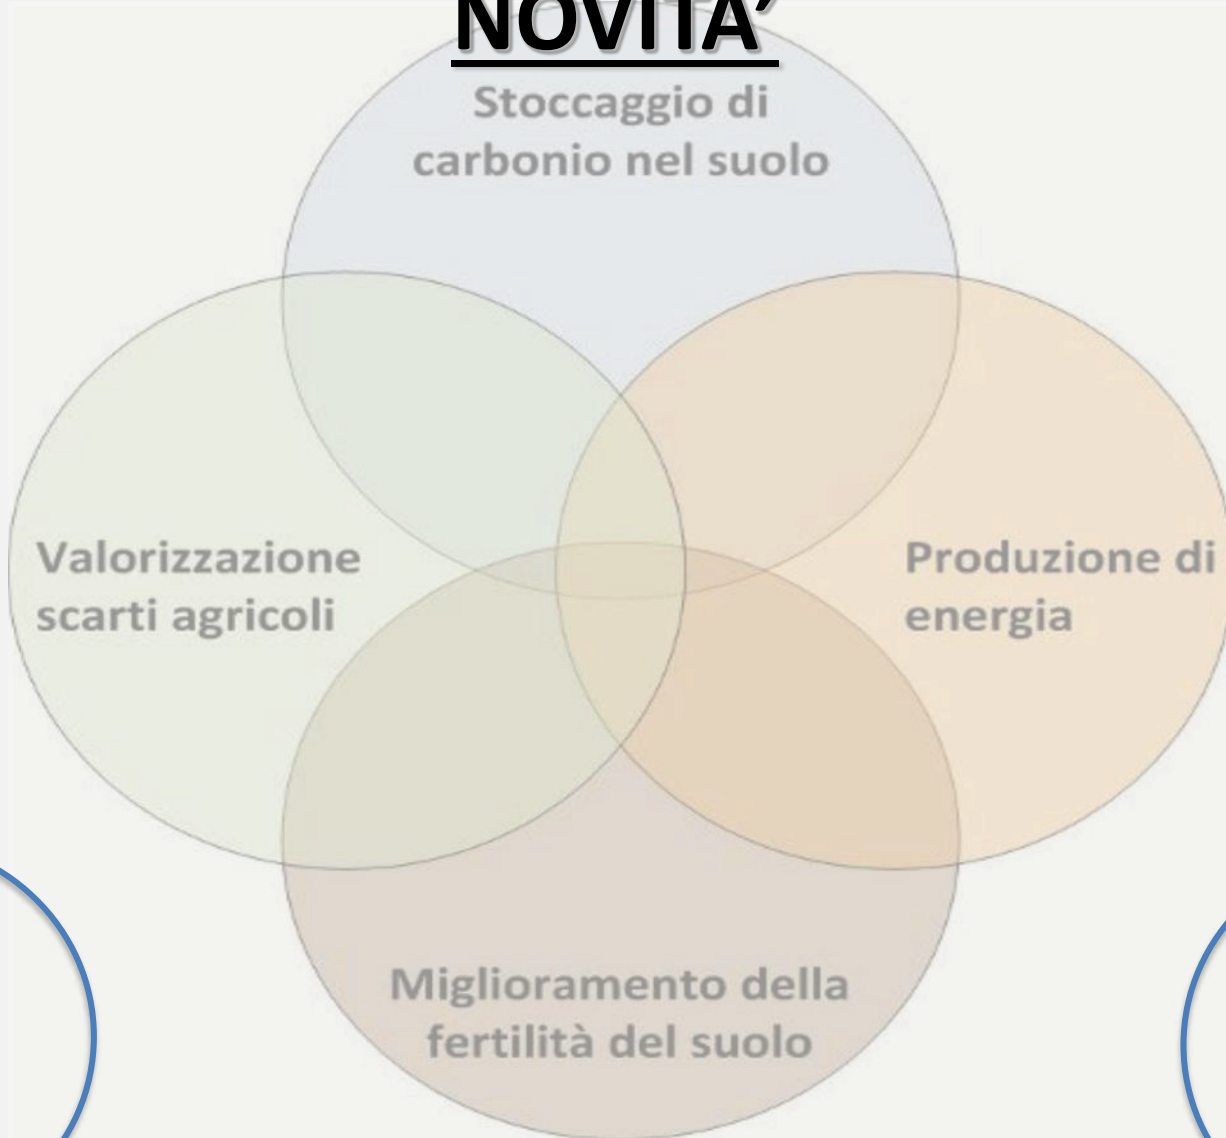 NOVITA’
Stoccaggio di
carbonio nel suolo
Valorizzazione
scarti agricoli
Produzione di
energia
Miglioramento della
fertilità del suolo